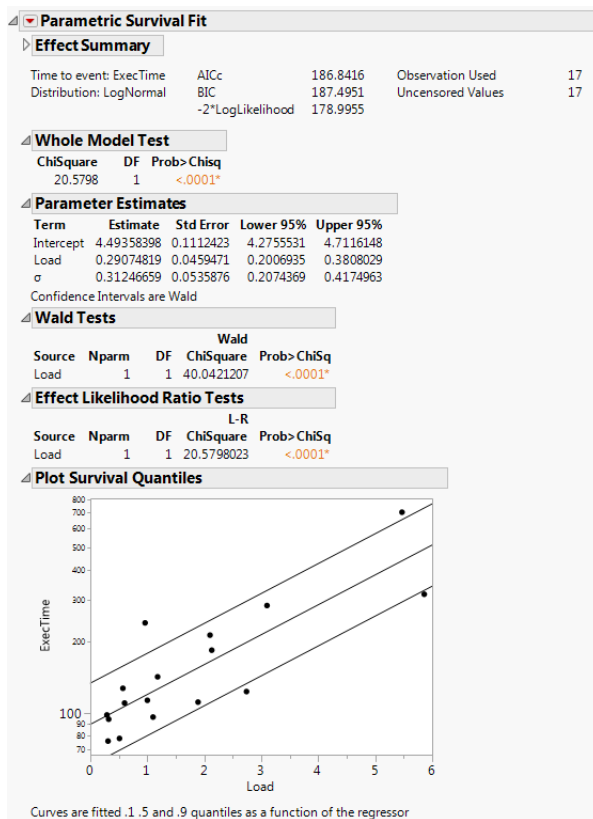 Parametric Survival Fit
Effect Summary
Time to event: ExecTime AICc 186.8416 Observation Used 17
Distribution: LogNormal BIC 187.4951 Uncensored Values 17
-2*LogLikelihood 178.9955
Whole Model Test
ChiSquare DF Prob>Chisq
20.5798 1 <.0001*
Parameter Estimates
Term Estimate Std Error Lower 95% Upper 95%
Intercept 4.49358398 0.1112423 4.2755531 4.7116148
Load 0.29074819 0.0459471 0.2006935 0.3808029
σ 0.31246659 0.0535876 0.2074369 0.4174963
Confidence Intervals are Wald
Wald Tests
Wald
Source Nparm DF ChiSquare Prob>ChiSq
Load 1 1 40.0421207 <.0001*
Effect Likelihood Ratio Tests
L-R
Source Nparm DF ChiSquare Prob>ChiSq
Load 1 1 20.5798023 <.0001*
Plot Survival Quantiles
800
700
600
500
400
300
200
100
90
80
70
ExecTime
0 1 2 3 4 5 6
Load
Curves are fitted .1 .5 and .9 quantiles as a function of the regressor